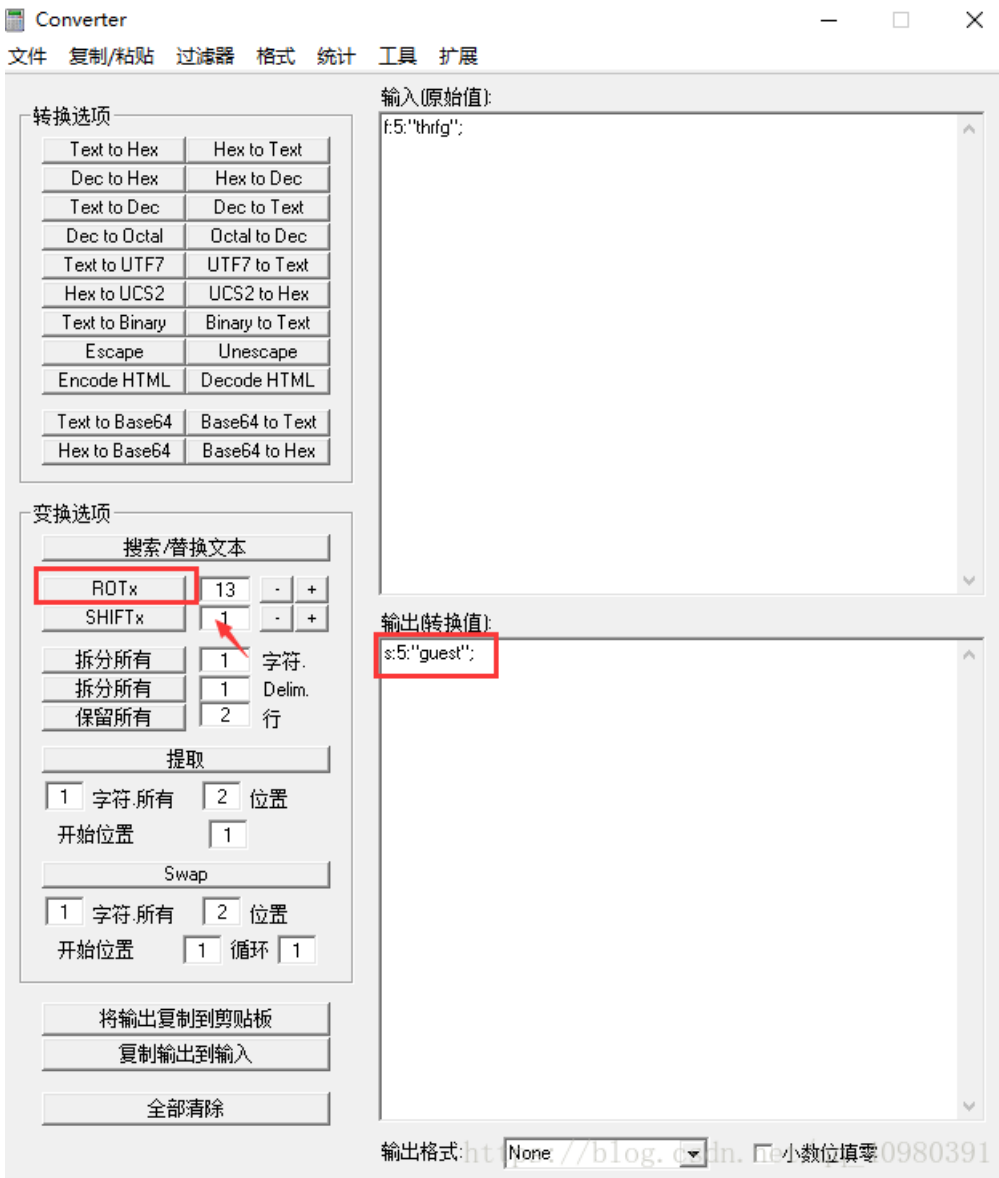 Converter
文件 复制/粘贴 过滤器 格式 统计 工具 扩展
转换选项
Text to Hex Hex to Text
Dec to Hex Hex to Dec
Text to Dec Dec to Text
Dec to Octal Octal to Dec
Text to UTF7 UTF7 to Text
Hex to UCS2 UCS2 to Hex
Text to Binary Binary to Text
Escape Unescape
Encode HTML Decode HTML
Text to Base64 Base64 to Text
Hex to Base64 Base64 to Hex
变换选项
搜索/替换文本
ROTx 13 - +
SHIFTx 1 - +
拆分所有 1 字符.
拆分所有 1 Delim.
保留所有 2 行
提取
1 字符.所有 2 位置
开始位置 1
Swap
1 字符.所有 2 位置
开始位置 1 循环 1
将输出复制到剪贴板
复制输出到输入
全部清除
输入(原始值):
f:5:"thrfg";
输出(转换值):
s:5:"guest";
输出格式: None 小数位填零